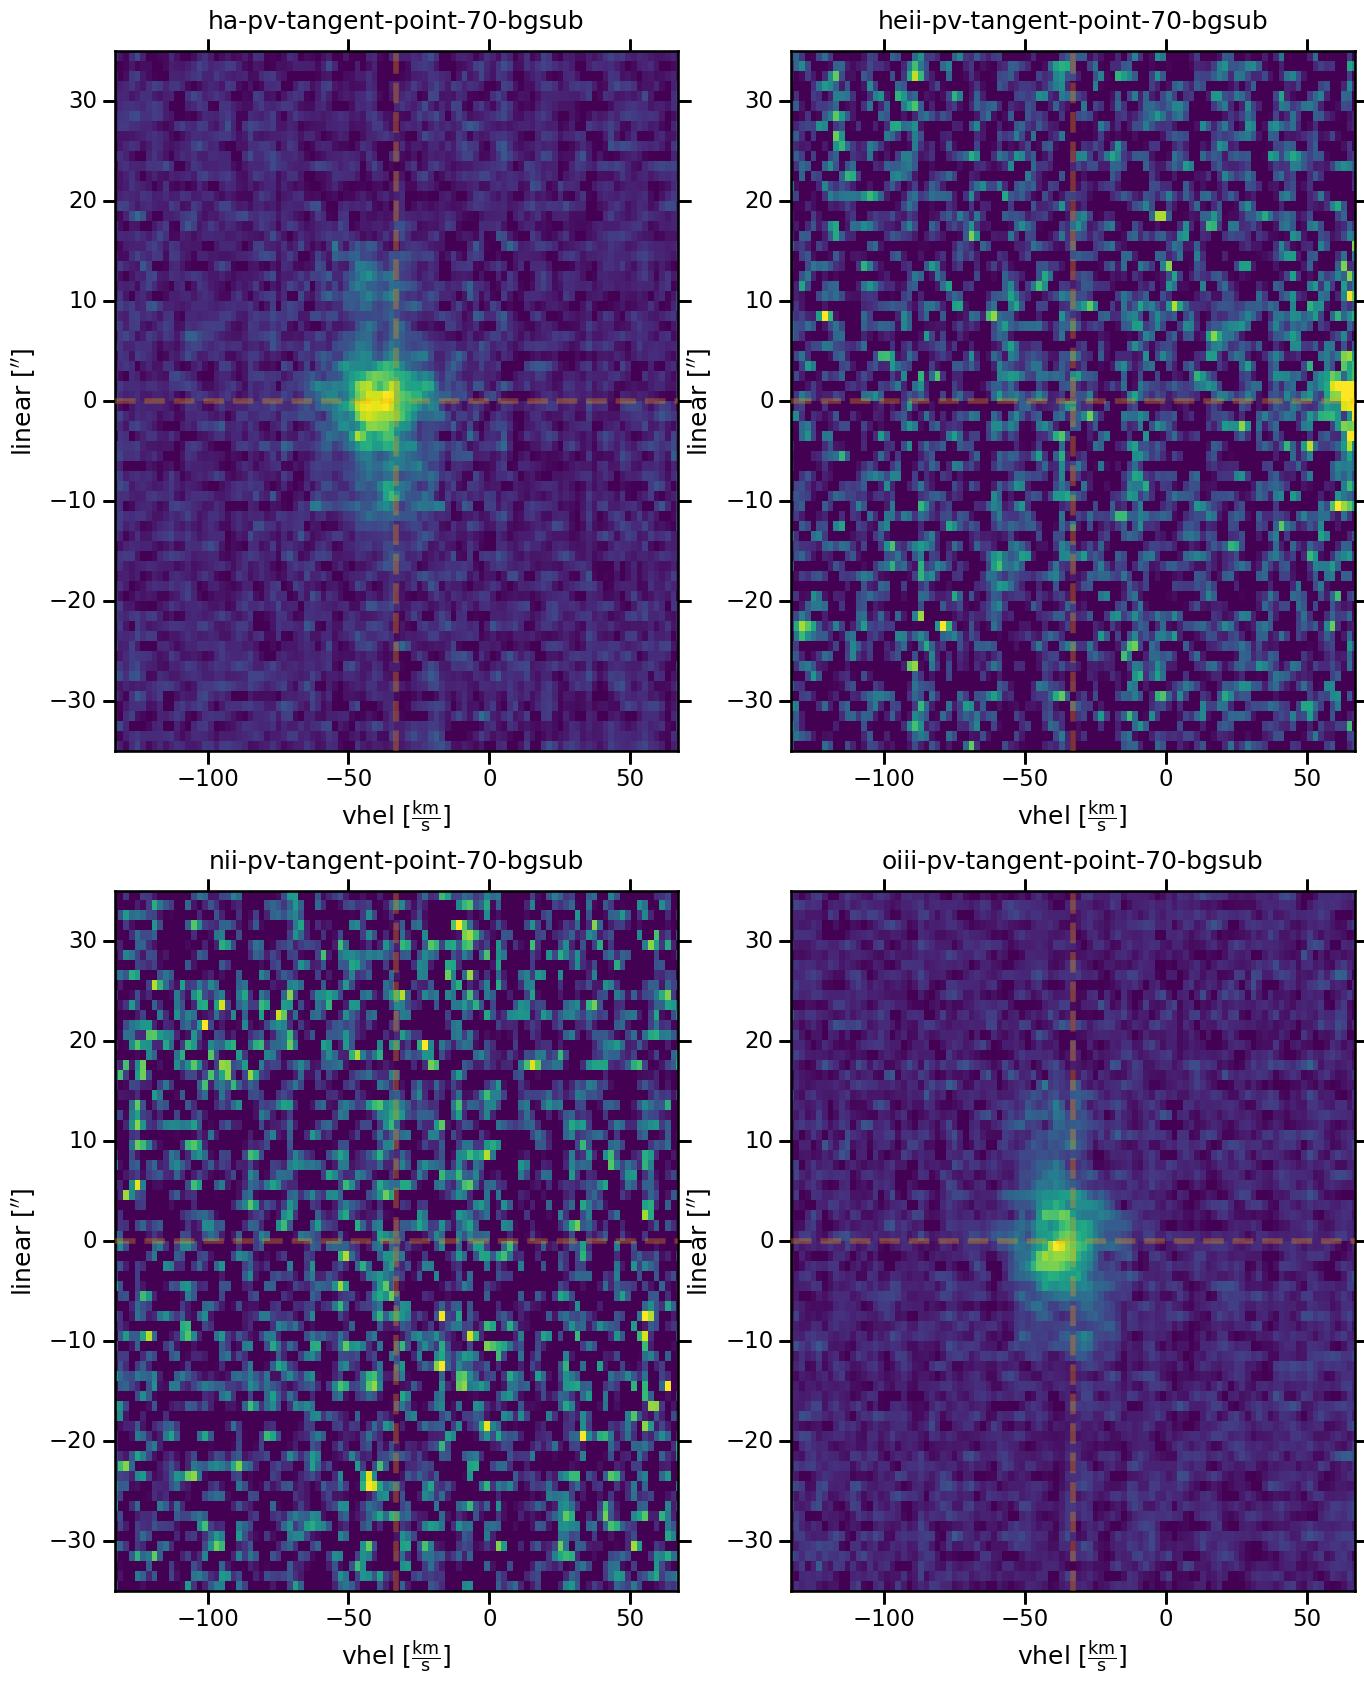 ha-pv-tangent-point-70-bgsub
heii-pv-tangent-point-70-bgsub
30
20
10
0
−10
−20
−30
linear [″]
−100 −50 0 50
vhel [km/s]
30
20
10
0
−10
−20
−30
linear [″]
−100 −50 0 50
vhel [km/s]
nii-pv-tangent-point-70-bgsub
oiii-pv-tangent-point-70-bgsub
30
20
10
0
−10
−20
−30
linear [″]
−100 −50 0 50
vhel [km/s]
30
20
10
0
−10
−20
−30
linear [″]
−100 −50 0 50
vhel [km/s]